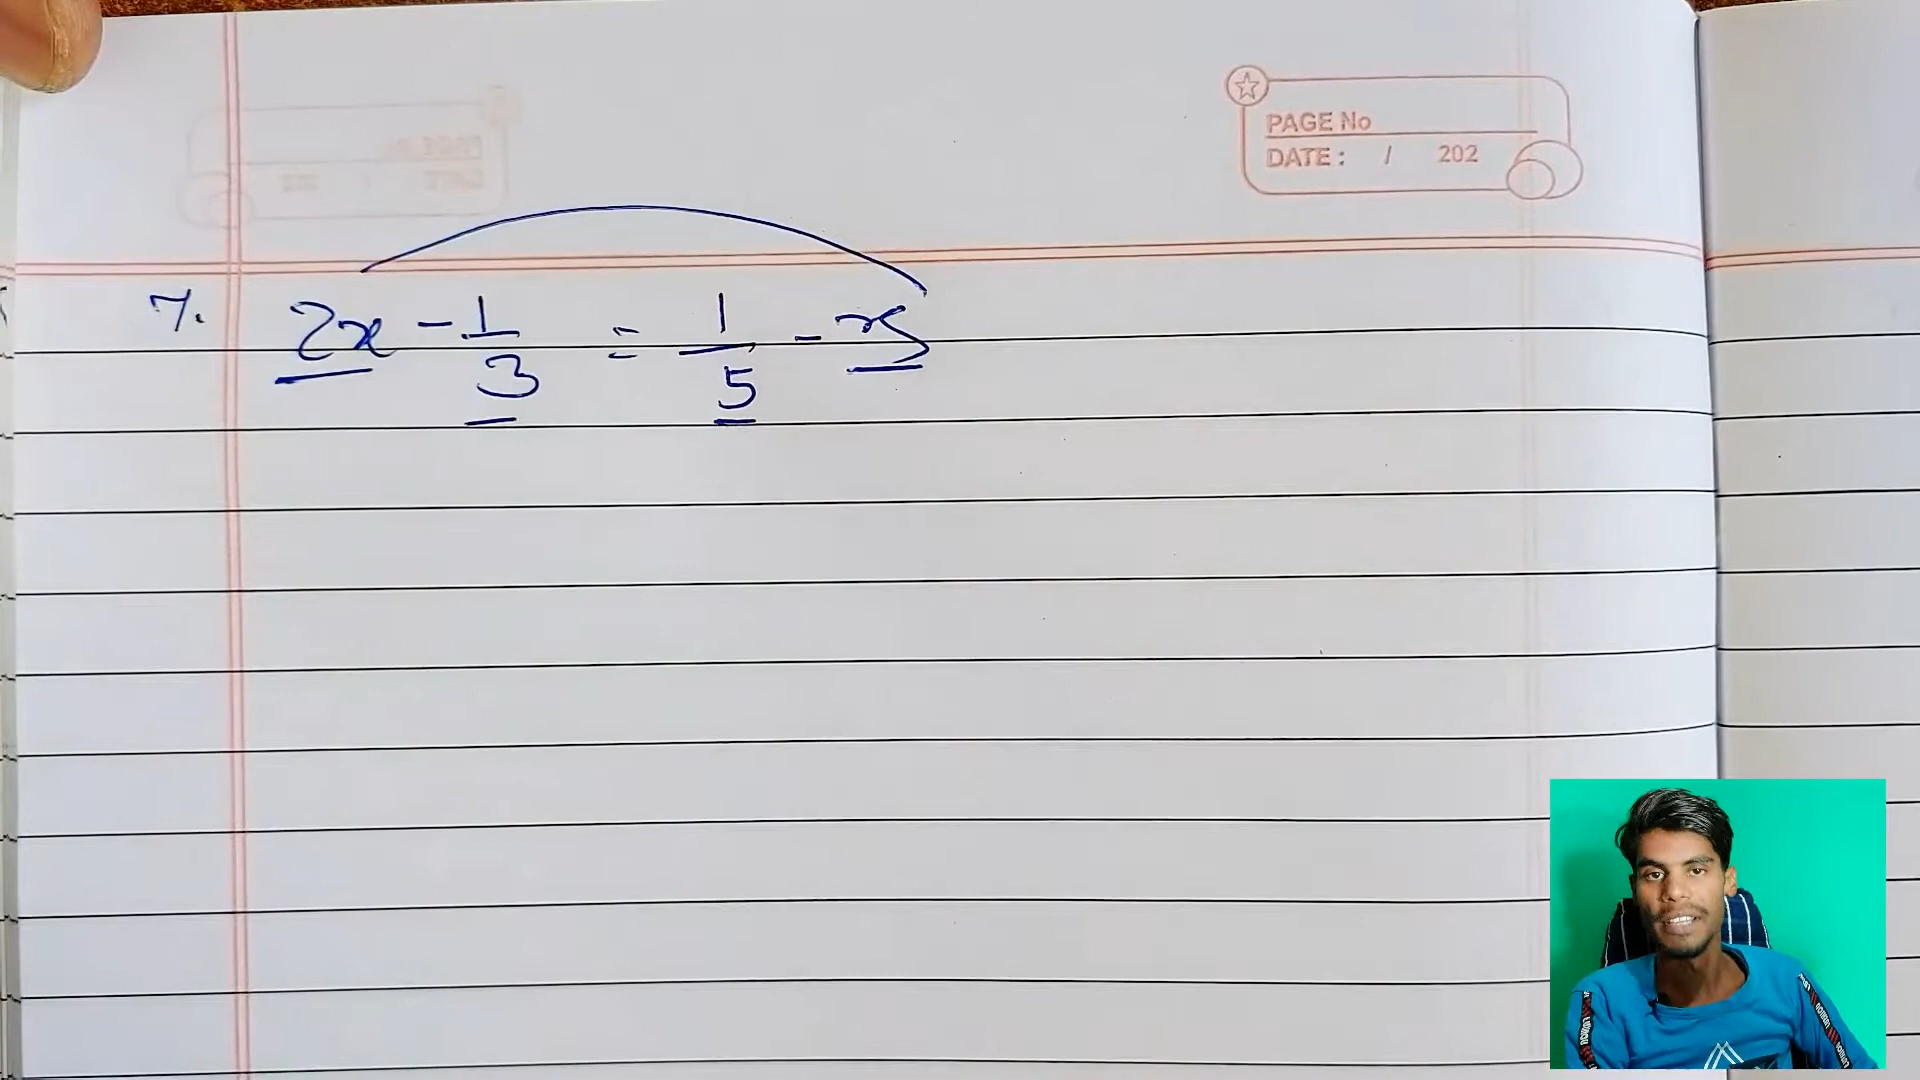 PAGE No
DATE : / 202
7. 2x - 1/3 = 1/5 - x